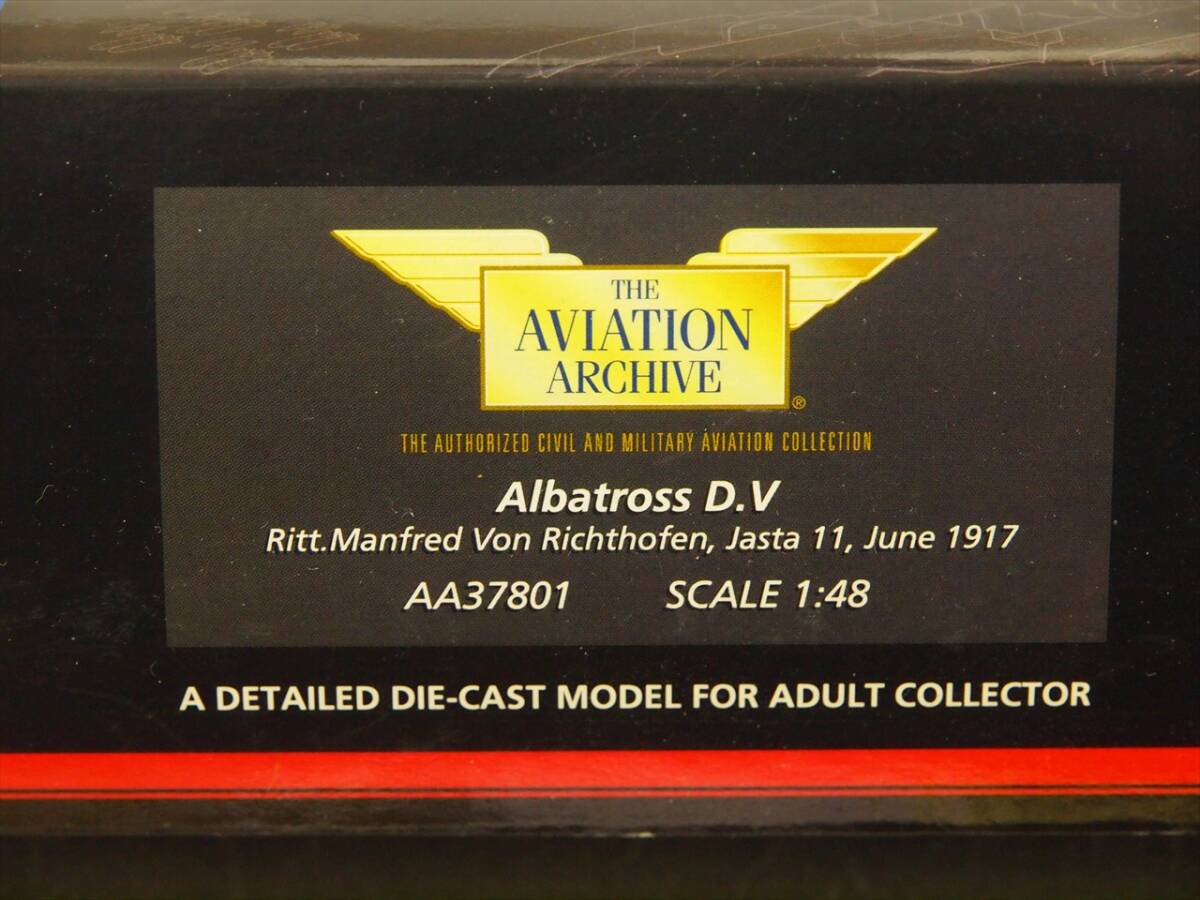 THE
AVIATION
ARCHIVE
®
THE AUTHORIZED CIVIL AND MILITARY AVIATION COLLECTION
Albatross D.V
Ritt.Manfred Von Richthofen, Jasta 11, June 1917
AA37801 SCALE 1:48
A DETAILED DIE-CAST MODEL FOR ADULT COLLECTOR